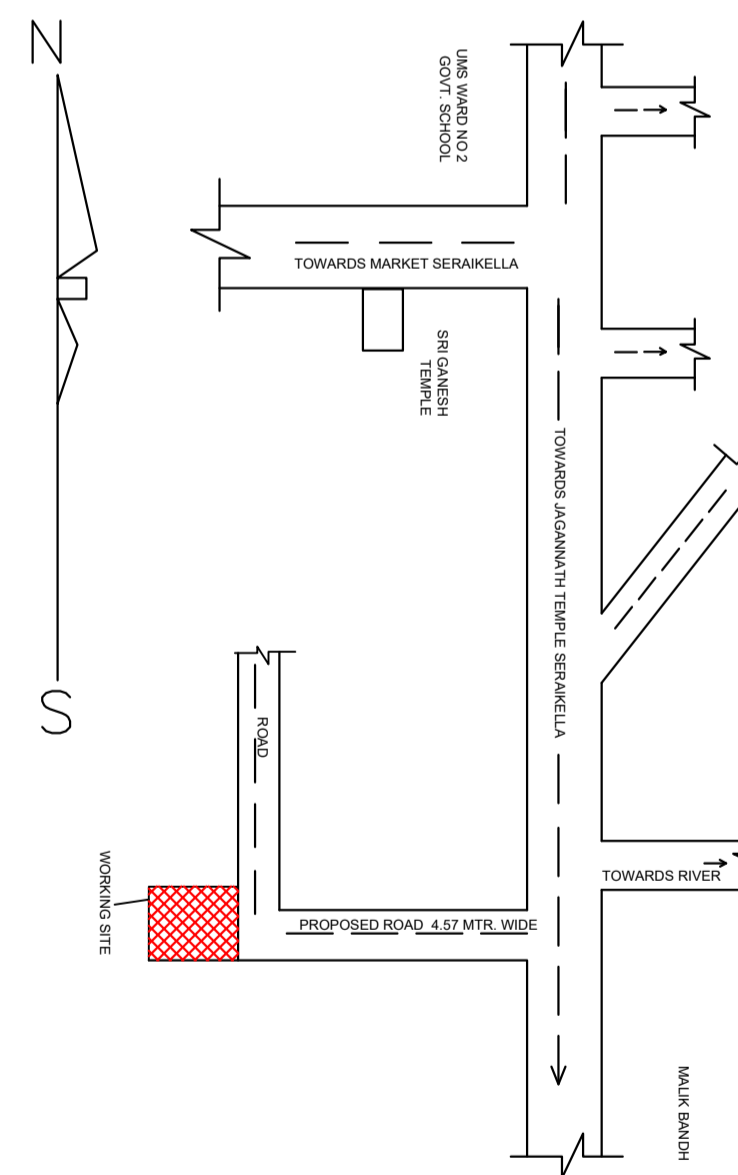 N
UMS WARD NO 2
GOVT. SCHOOL
TOWARDS MARKET SERAIKELLA
SRI GANESH
TEMPLE
TOWARDS JAGANNATH TEMPLE SERAIKELLA
S
ROAD
WORKING SITE
TOWARDS RIVER
PROPOSED ROAD 4.57 MTR. WIDE
MALIK BANDH